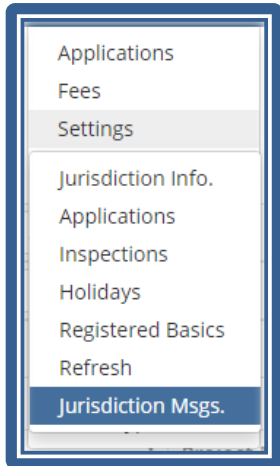 Applications
Fees
Settings
Jurisdiction Info.
Applications
Inspections
Holidays
Registered Basics
Refresh
Jurisdiction Msgs.